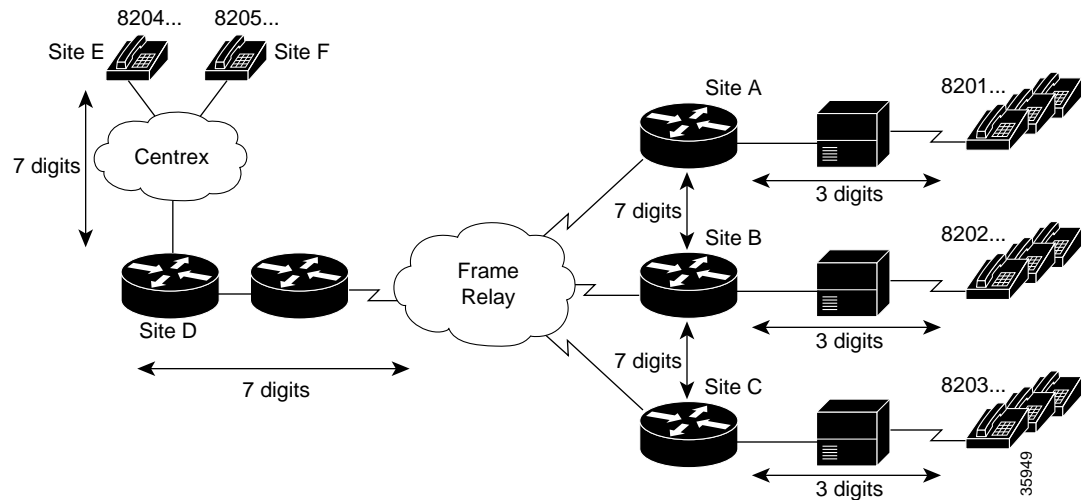 8204... 8205...
Site E Site F
7 digits
Centrex
Site D
7 digits
Frame
Relay
Site A
8201...
3 digits
7 digits
Site B
8202...
3 digits
7 digits
Site C
8203...
3 digits
35949